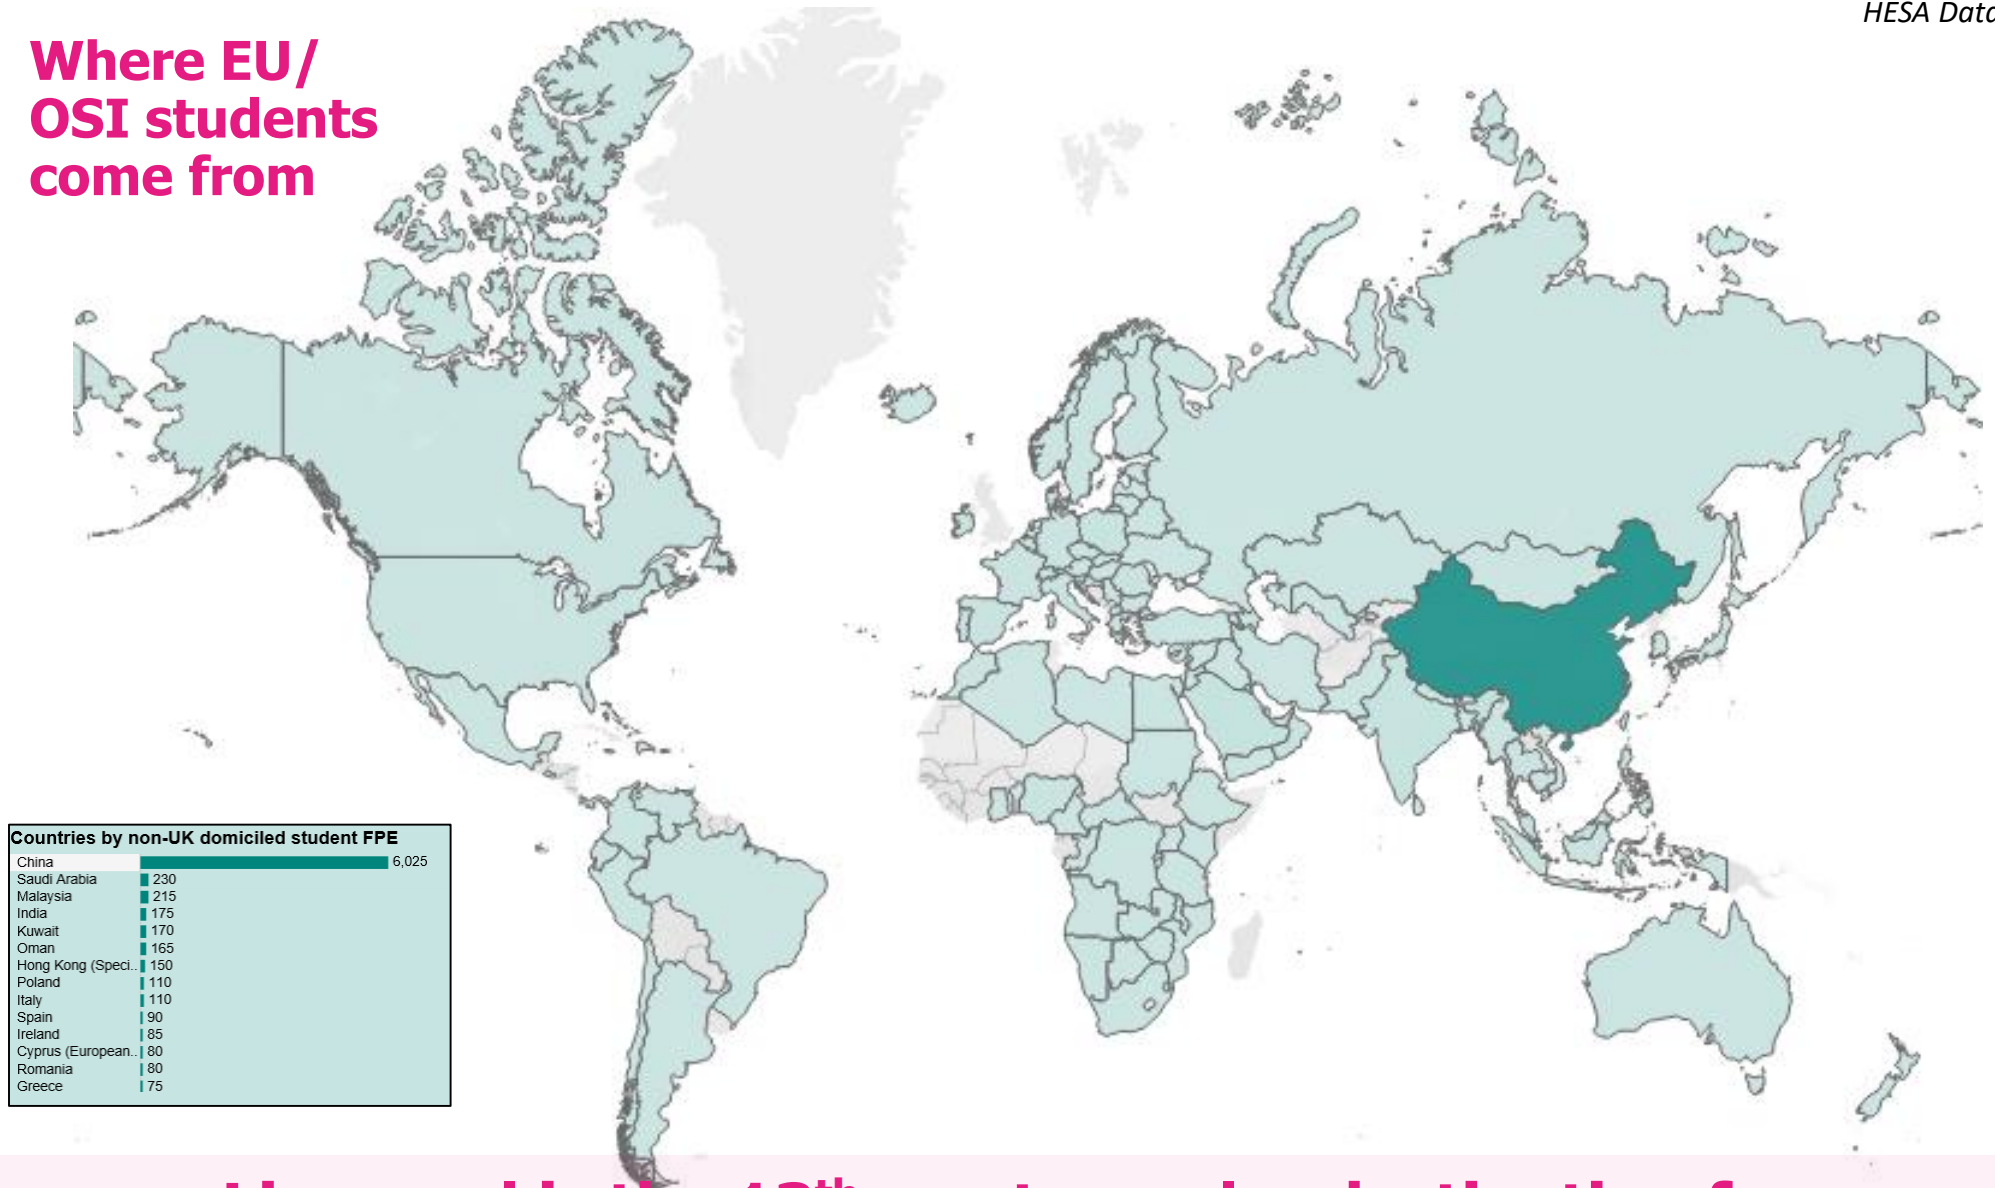 HESA Data
Where EU/
OSI students
come from
Countries by non-UK domiciled student FPE
China 6,025
Saudi Arabia 230
Malaysia 215
India 175
Kuwait 170
Oman 165
Hong Kong (Speci.. 150
Poland 110
Italy 110
Spain 90
Ireland 85
Cyprus (European.. 80
Romania 80
Greece 75